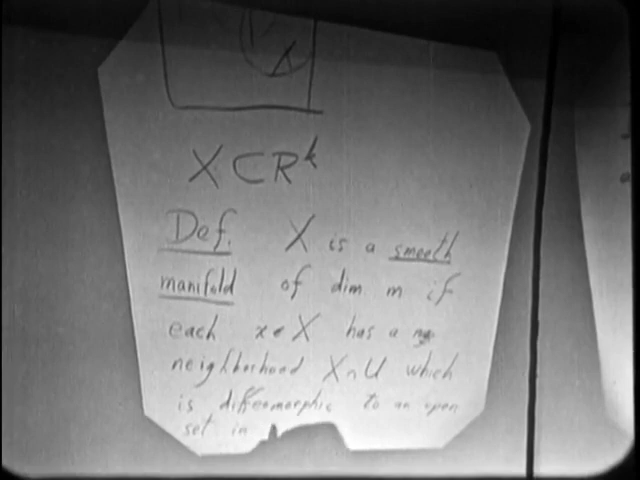 X ⊂ R^k
Def. X is a smooth
manifold of dim m if
each x ∈ X has a
neighborhood X ∩ U which
is diffeomorphic to an open
set in